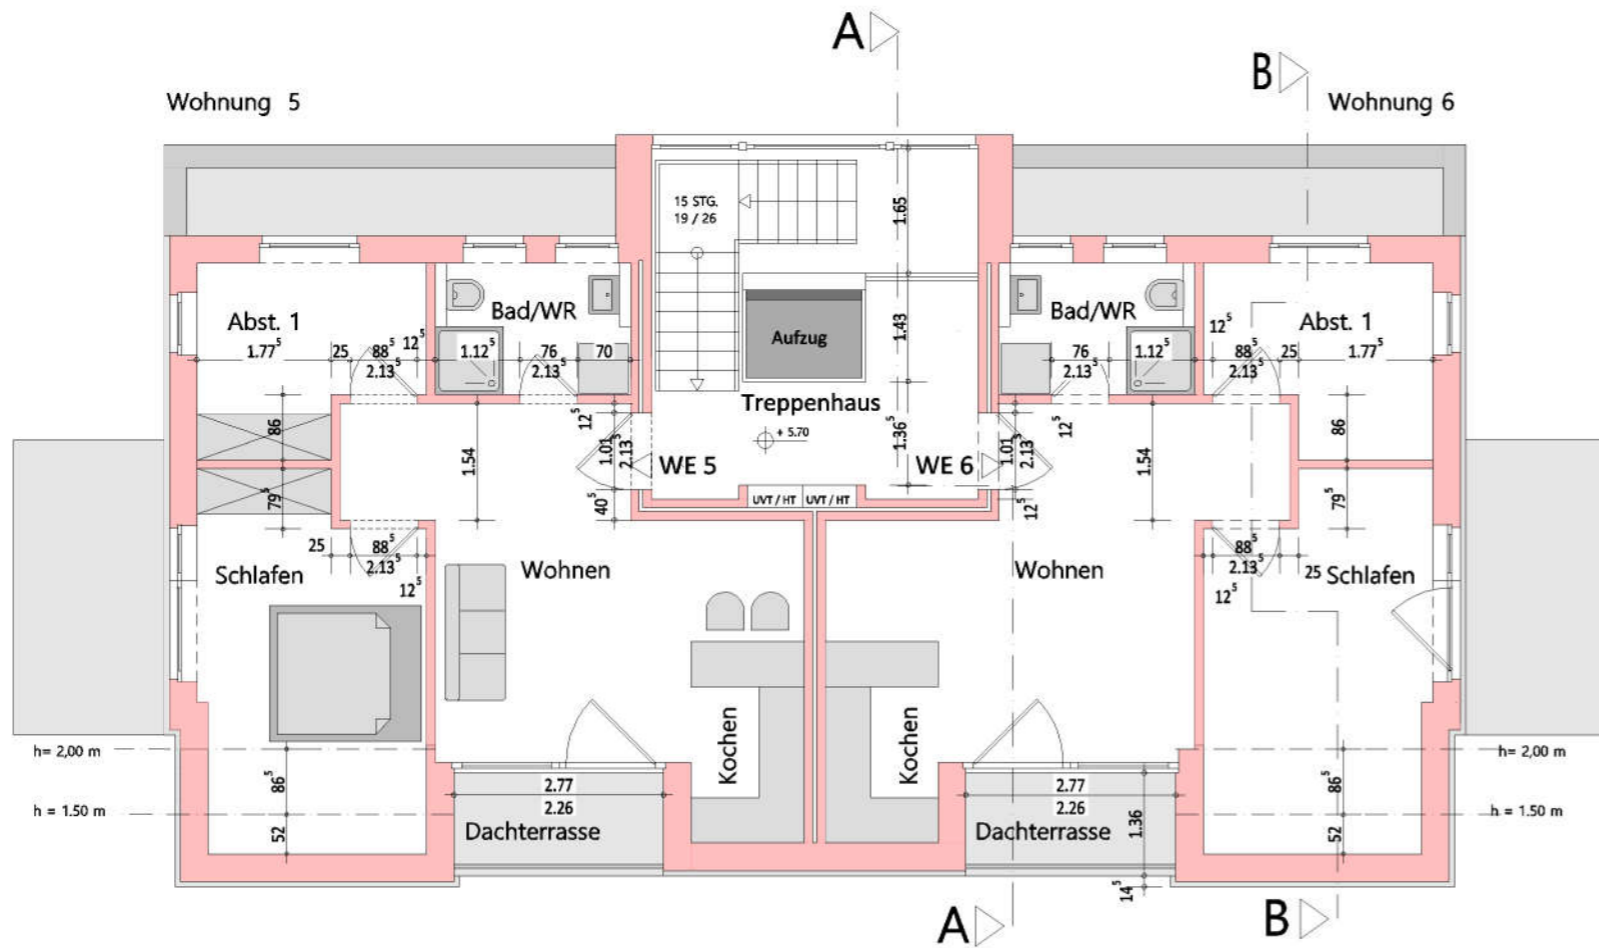 A
B
Wohnung 5
Wohnung 6
15 STG.
19 / 26
1.65
Abst. 1
Bad/WR
Aufzug
1.43
Bad/WR
Abst. 1
1.77⁵
25
88⁵
2.13⁵
12⁵
1.12⁵
76
2.13⁵
70
76
2.13⁵
1.12⁵
12⁵
88⁵
2.13⁵
25
1.77⁵
Treppenhaus
+ 5.70
86
1.54
12⁵
1.01
2.13⁵
WE 5
1.36⁵
WE 6
1.01
2.13⁵
12⁵
1.54
86
79⁵
40⁵
UVT / HT
UVT / HT
12⁵
79⁵
25
88⁵
2.13⁵
12⁵
Schlafen
Wohnen
Wohnen
88⁵
2.13⁵
12⁵
25
Schlafen
Kochen
Kochen
h= 2,00 m
h= 2,00 m
86⁵
2.77
2.26
2.77
2.26
86⁵
h = 1.50 m
h = 1.50 m
52
Dachterrasse
Dachterrasse
1.36
52
14⁵
A
B